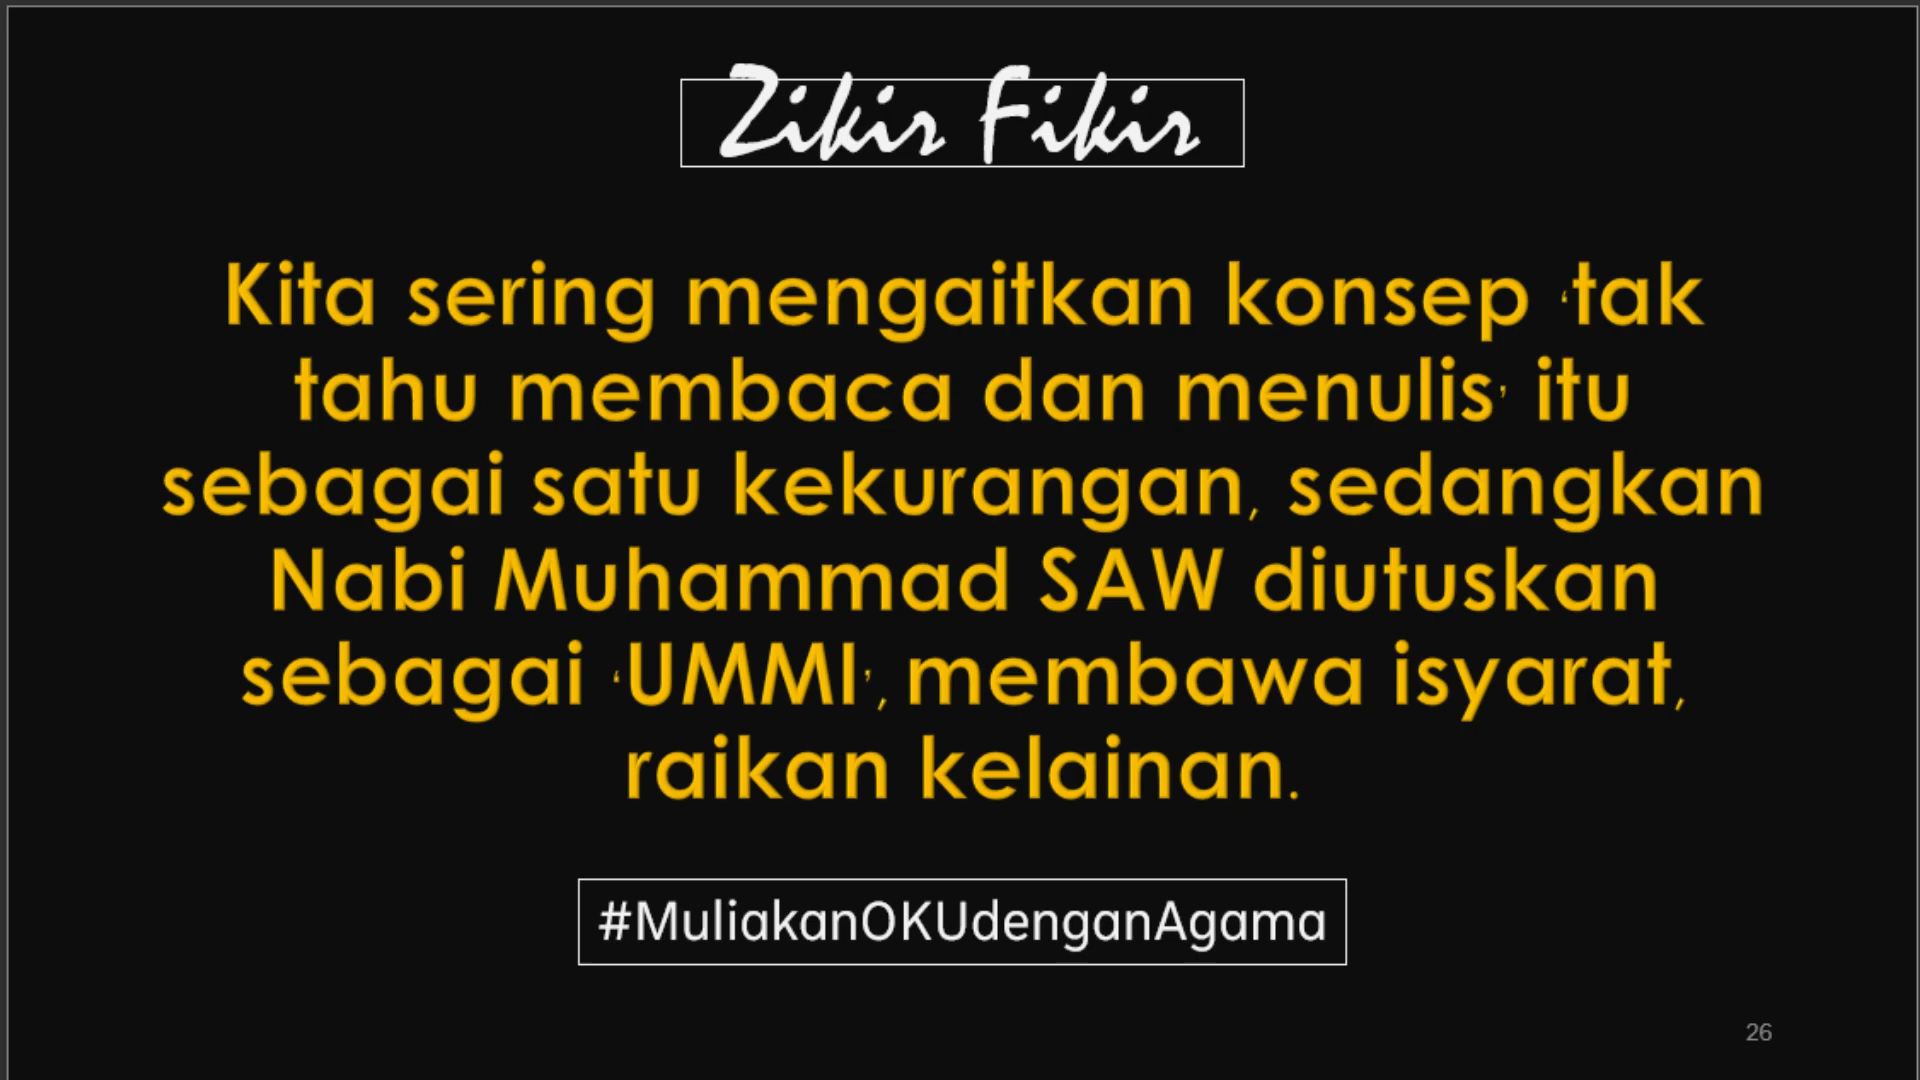 Zikir Fikir
Kita sering mengaitkan konsep ‘tak
tahu membaca dan menulis’ itu
sebagai satu kekurangan, sedangkan
Nabi Muhammad SAW diutuskan
sebagai ‘UMMI’, membawa isyarat,
raikan kelainan.
#MuliakanOKUdenganAgama
26